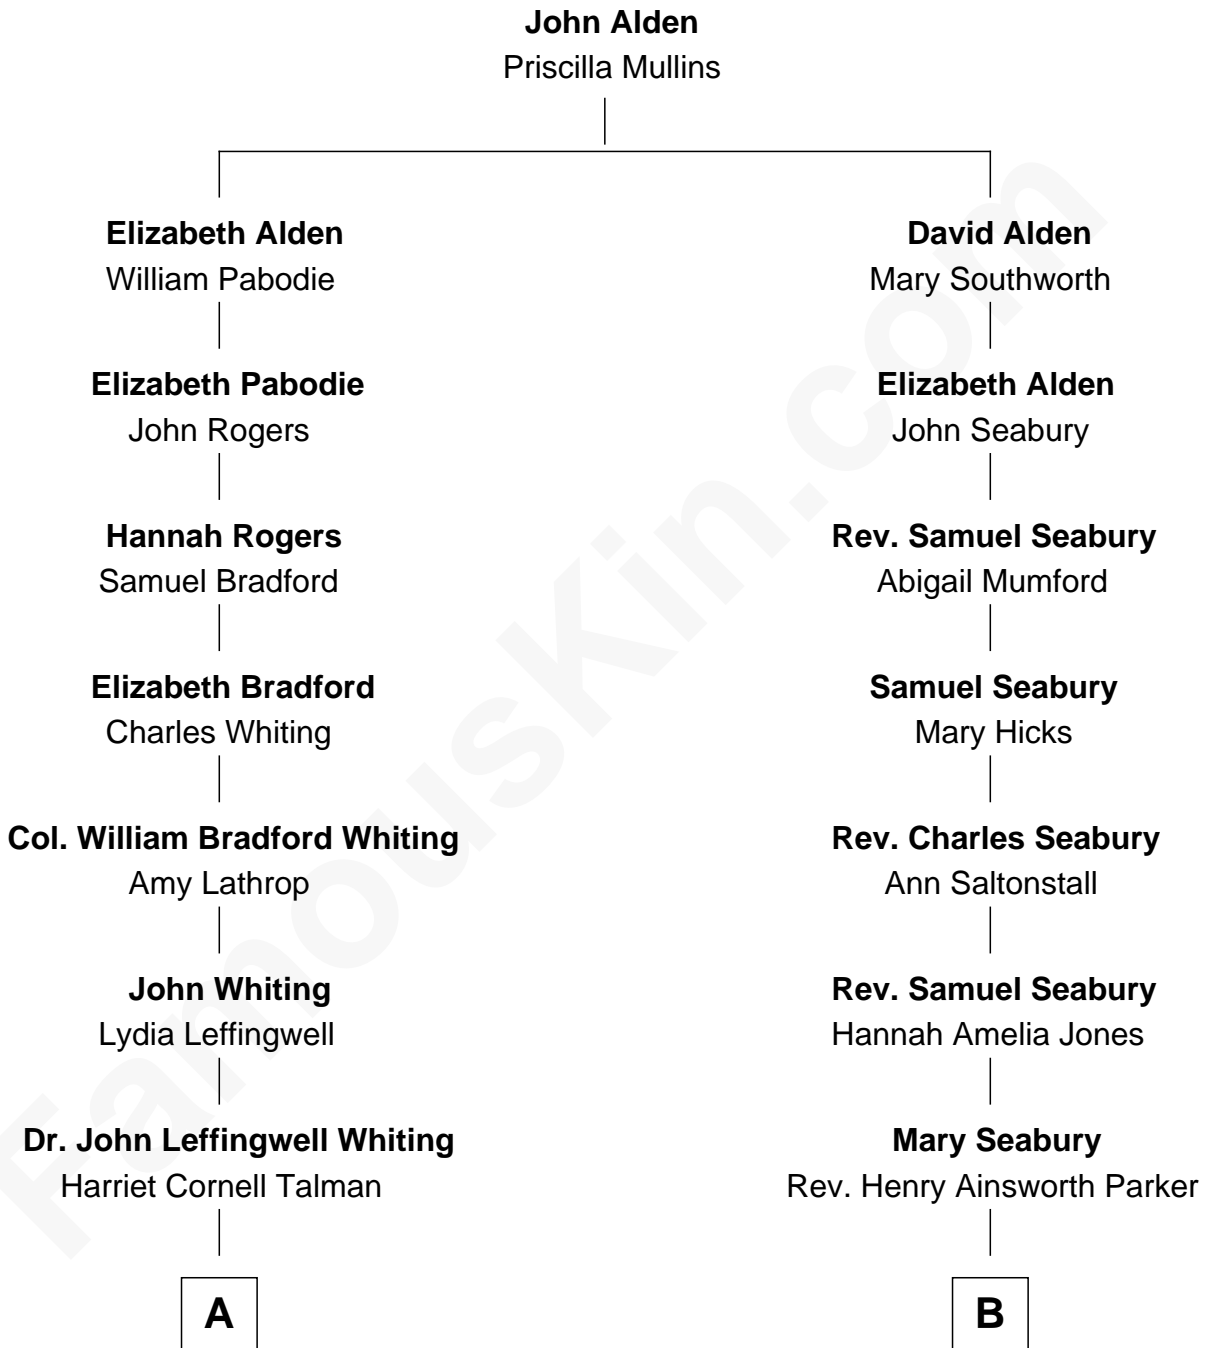 John Alden
Priscilla Mullins
Elizabeth Alden
William Pabodie
David Alden
Mary Southworth
Elizabeth Pabodie
John Rogers
Elizabeth Alden
John Seabury
Hannah Rogers
Samuel Bradford
Rev. Samuel Seabury
Abigail Mumford
Elizabeth Bradford
Charles Whiting
Samuel Seabury
Mary Hicks
Col. William Bradford Whiting
Amy Lathrop
Rev. Charles Seabury
Ann Saltonstall
John Whiting
Lydia Leffingwell
Rev. Samuel Seabury
Hannah Amelia Jones
Dr. John Leffingwell Whiting
Harriet Cornell Talman
Mary Seabury
Rev. Henry Ainsworth Parker
A
B
FamousKin.com